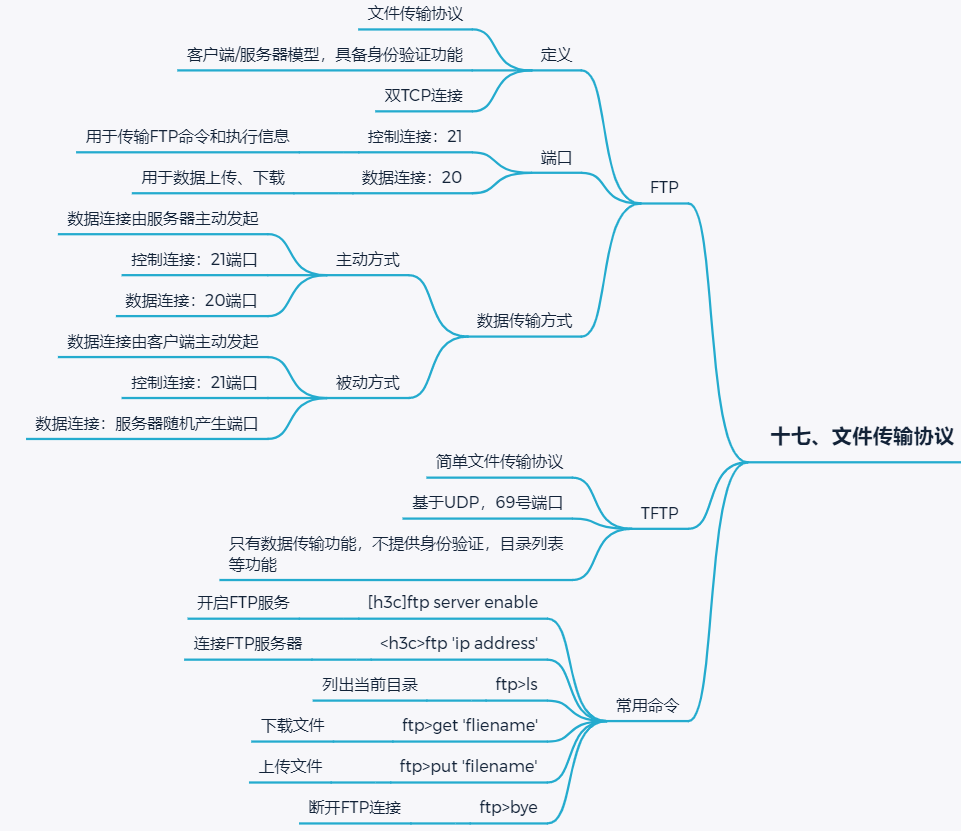 十七、文件传输协议
FTP
定义
文件传输协议
客户端/服务器模型，具备身份验证功能
双TCP连接
端口
控制连接：21
用于传输FTP命令和执行信息
数据连接：20
用于数据上传、下载
数据传输方式
主动方式
数据连接由服务器主动发起
控制连接：21端口
数据连接：20端口
被动方式
数据连接由客户端主动发起
控制连接：21端口
数据连接：服务器随机产生端口
TFTP
简单文件传输协议
基于UDP，69号端口
只有数据传输功能，不提供身份验证，目录列表
等功能
常用命令
[h3c]ftp server enable
开启FTP服务
<h3c>ftp 'ip address'
连接FTP服务器
ftp>ls
列出当前目录
ftp>get 'fliename'
下载文件
ftp>put 'filename'
上传文件
ftp>bye
断开FTP连接